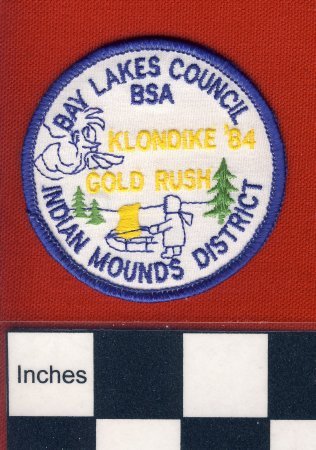 BAY LAKES COUNCIL
BSA
KLONDIKE '84
GOLD RUSH
INDIAN MOUNDS DISTRICT
Inches